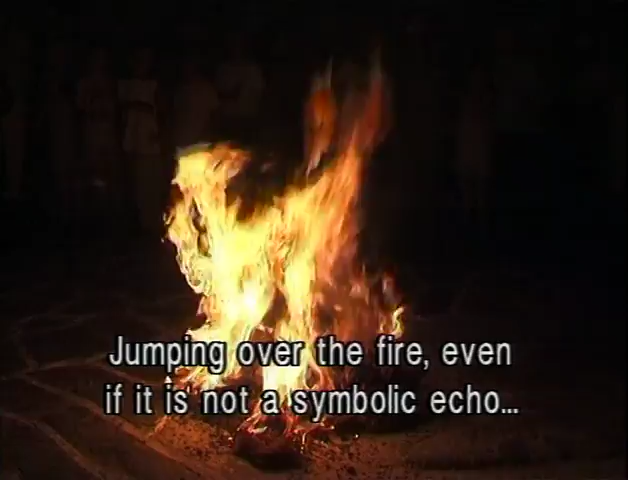 Jumping over the fire, even
if it is not a symbolic echo...